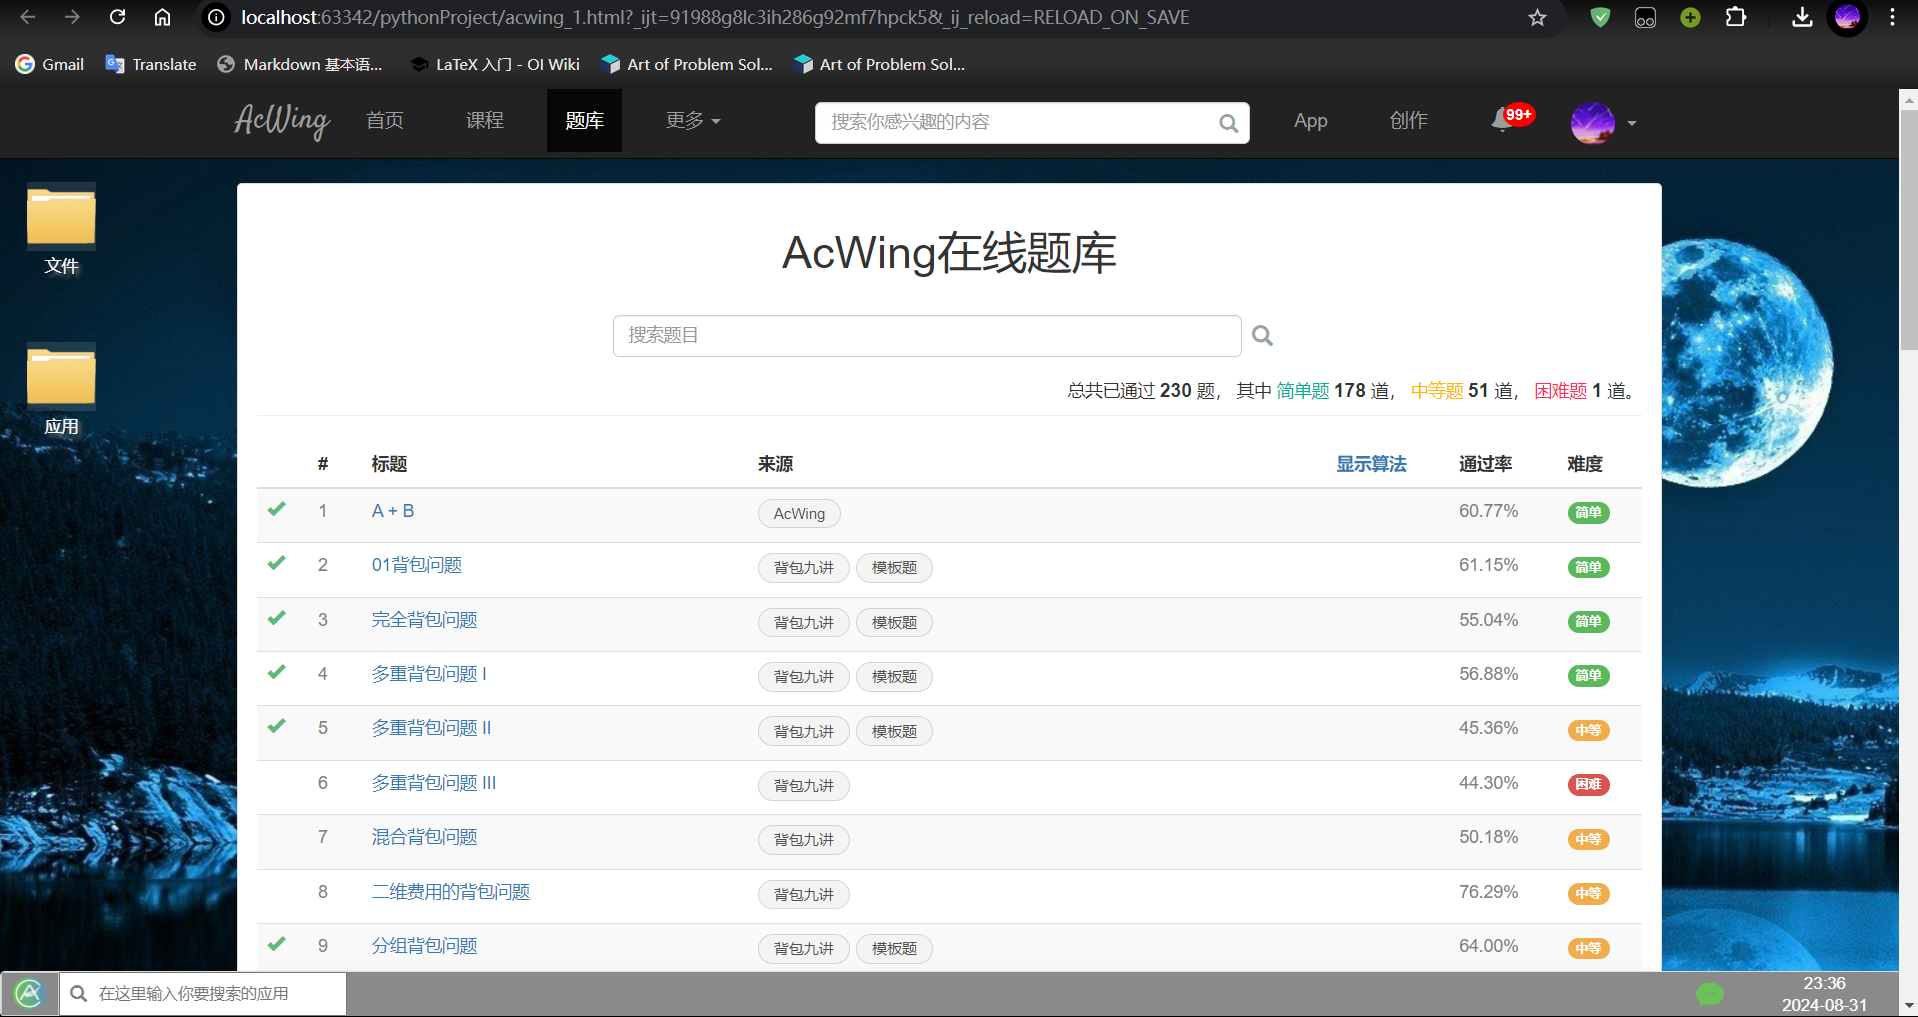 localhost:63342/pythonProject/acwing_1.html?_ijt=91988g8lc3ih286g92mf7hpck5&_ij_reload=RELOAD_ON_SAVE
Gmail Translate Markdown 基本语... LaTeX 入门 - OI Wiki Art of Problem Sol... Art of Problem Sol...
AcWing 首页 课程 题库 更多 搜索你感兴趣的内容 App 创作 99+
文件
应用
AcWing在线题库
搜索题目
总共已通过 230 题， 其中 简单题 178 道， 中等题 51 道， 困难题 1 道。
# 标题 来源 显示算法 通过率 难度
1 A + B AcWing 60.77% 简单
2 01背包问题 背包九讲 模板题 61.15% 简单
3 完全背包问题 背包九讲 模板题 55.04% 简单
4 多重背包问题 I 背包九讲 模板题 56.88% 简单
5 多重背包问题 II 背包九讲 模板题 45.36% 中等
6 多重背包问题 III 背包九讲 44.30% 困难
7 混合背包问题 背包九讲 50.18% 中等
8 二维费用的背包问题 背包九讲 76.29% 中等
9 分组背包问题 背包九讲 模板题 64.00% 中等
在这里输入你要搜索的应用
23:36
2024-08-31